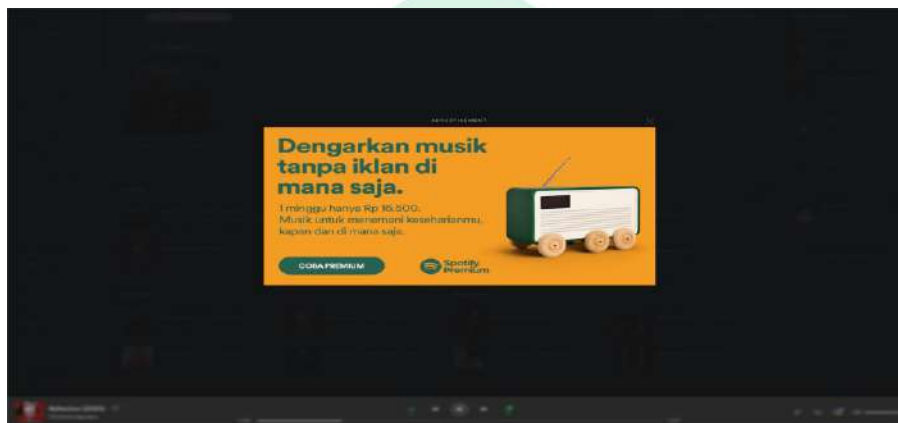 ADVERTISEMENT
Dengarkan musik
tanpa iklan di
mana saja.
1 minggu hanya Rp 16.500.
Musik untuk menemani keseharianmu,
kapan dan di mana saja.
COBA PREMIUM
Spotify
Premium